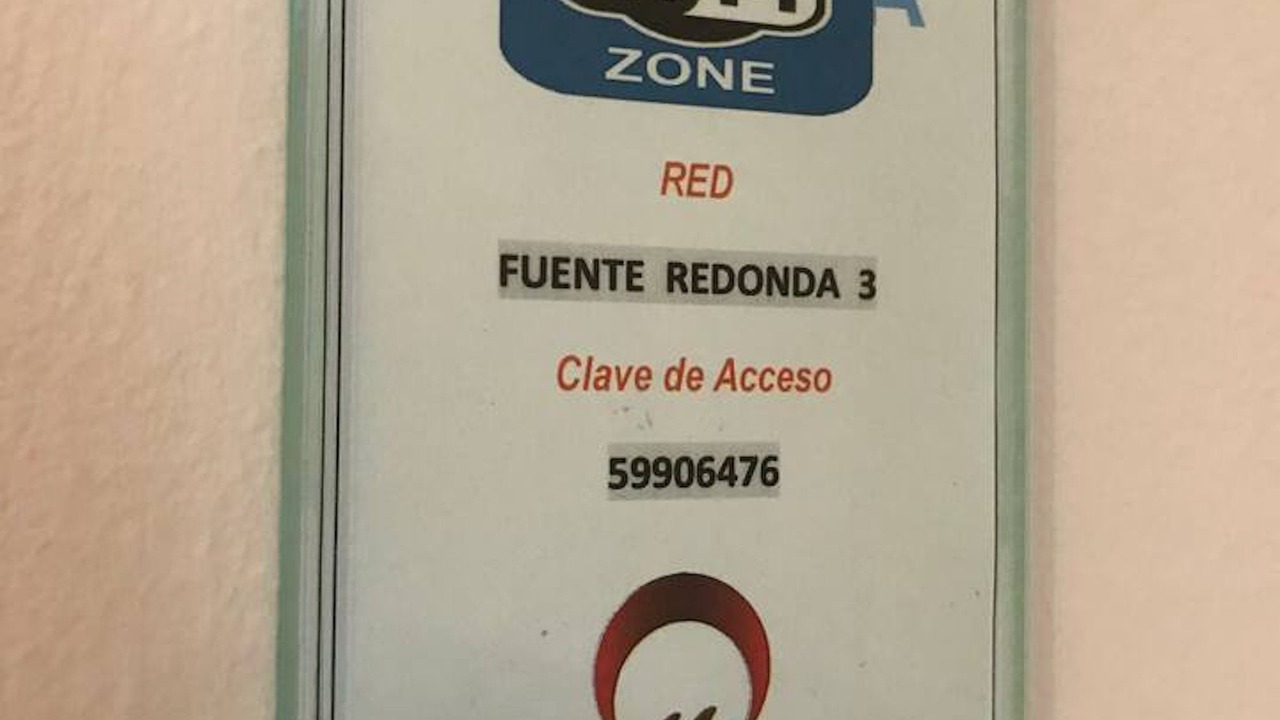 ZONE
RED
FUENTE REDONDA 3
Clave de Acceso
59906476